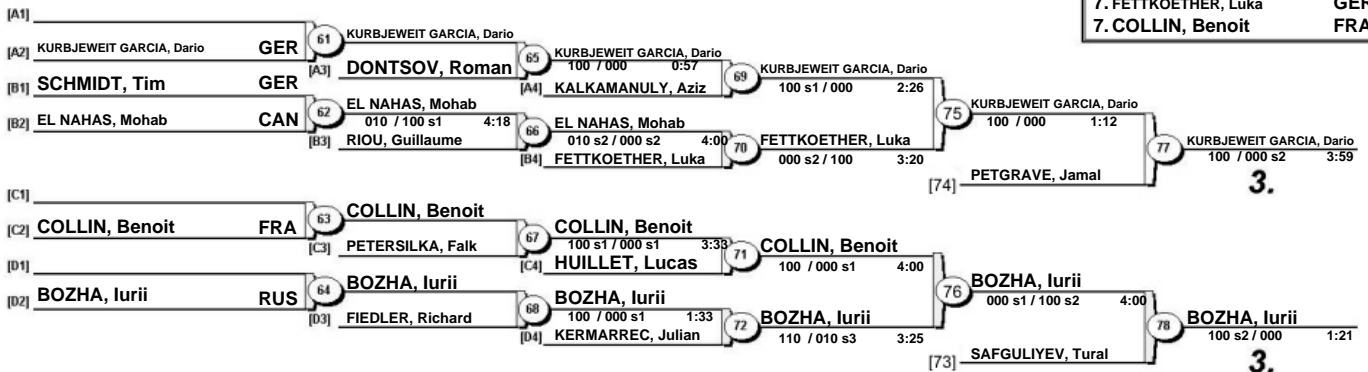 7. FETTKOETHER, Luka GER
7. COLLIN, Benoit FRA
[A1]
[A2] KURBJEWEIT GARCIA, Dario GER
61 KURBJEWEIT GARCIA, Dario
[A3] DONTSOV, Roman
65 KURBJEWEIT GARCIA, Dario
100 / 000 0:57
[A4] KALKAMANULY, Aziz
69 KURBJEWEIT GARCIA, Dario
100 s1 / 000 2:26
[B1] SCHMIDT, Tim GER
[B2] EL NAHAS, Mohab CAN
62 EL NAHAS, Mohab
010 / 100 s1 4:18
[B3] RIOU, Guillaume
66 EL NAHAS, Mohab
010 s2 / 000 s2 4:00
[B4] FETTKOETHER, Luka
70 FETTKOETHER, Luka
000 s2 / 100 3:20
75 KURBJEWEIT GARCIA, Dario
100 / 000 1:12
[74] PETGRAVE, Jamal
77 KURBJEWEIT GARCIA, Dario
100 / 000 s2 3:59
3.
[C1]
[C2] COLLIN, Benoit FRA
63 COLLIN, Benoit
[C3] PETERSILKA, Falk
67 COLLIN, Benoit
100 s1 / 000 s1 3:33
[C4] HUILLET, Lucas
71 COLLIN, Benoit
100 / 000 s1 4:00
[D1]
[D2] BOZHA, Iurii RUS
64 BOZHA, Iurii
[D3] FIEDLER, Richard
68 BOZHA, Iurii
100 / 000 s1 1:33
[D4] KERMARREC, Julian
72 BOZHA, Iurii
110 / 010 s3 3:25
76 BOZHA, Iurii
000 s1 / 100 s2 4:00
[73] SAFGULIYEV, Tural
78 BOZHA, Iurii
100 s2 / 000 1:21
3.